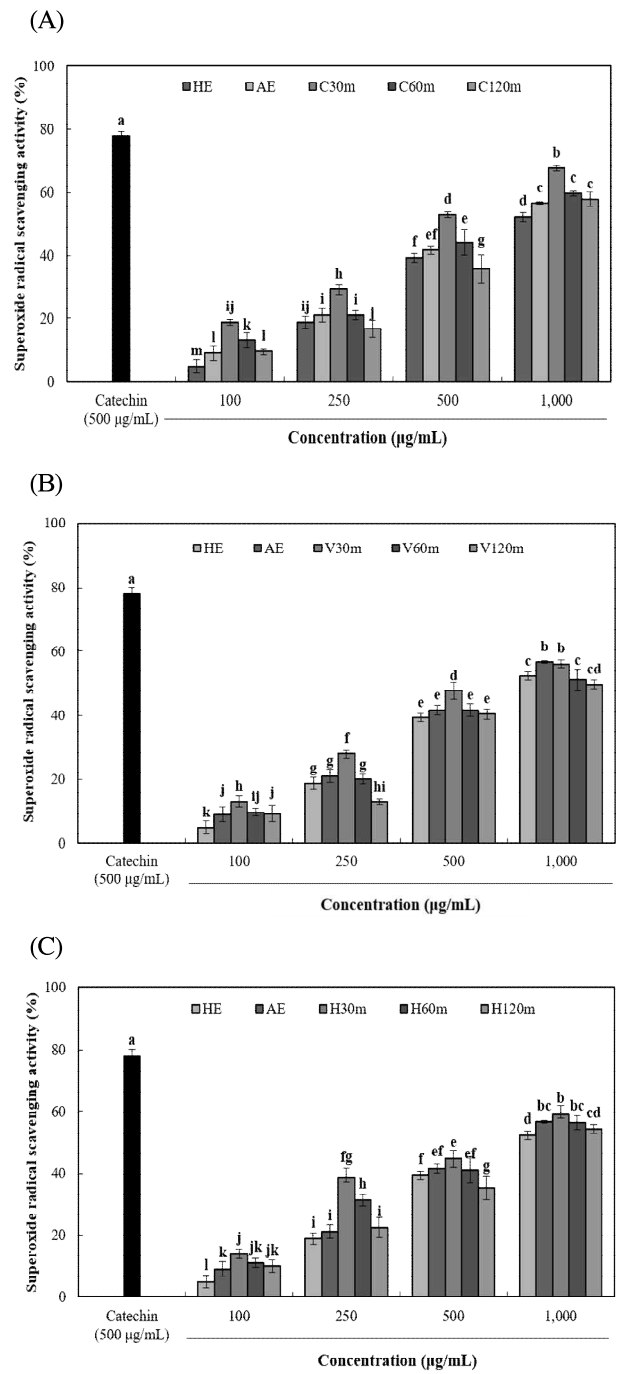 (A)
Superoxide radical scavenging activity (%)
100
80
60
40
20
0
HE AE C30m C60m C120m
a
m l ij k l
ij i h i j
f ef d e g
d c b c c
Catechin
(500 µg/mL)
100 250 500 1,000
Concentration (µg/mL)
(B)
Superoxide radical scavenging activity (%)
100
80
60
40
20
0
HE AE V30m V60m V120m
a
k j h ij j
g g f g hi
e e d e e
c b b c cd
Catechin
(500 µg/mL)
100 250 500 1,000
Concentration (µg/mL)
(C)
Superoxide radical scavenging activity (%)
100
80
60
40
20
0
HE AE H30m H60m H120m
a
l k j jk jk
i i fg h i
f ef e ef g
d bc b bc cd
Catechin
(500 µg/mL)
100 250 500 1,000
Concentration (µg/mL)